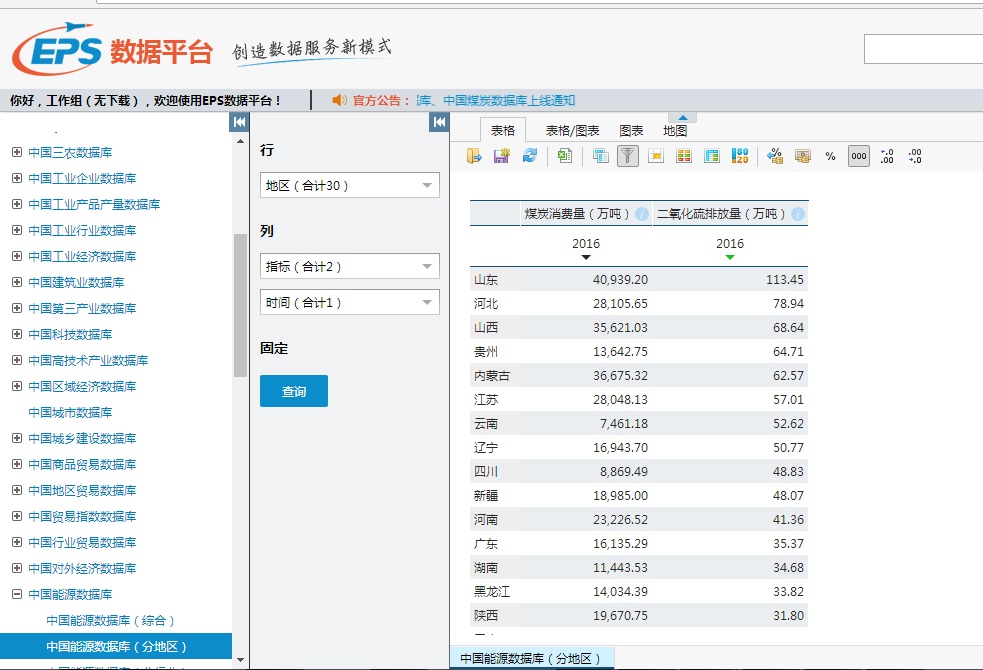 EPS 数据平台 创造数据服务新模式
你好，工作组（无下载），欢迎使用EPS数据平台！
官方公告： 库、中国煤炭数据库上线通知
中国三农数据库
中国工业企业数据库
中国工业产品产量数据库
中国工业行业数据库
中国工业经济数据库
中国建筑业数据库
中国第三产业数据库
中国科技数据库
中国高技术产业数据库
中国区域经济数据库
中国城市数据库
中国城乡建设数据库
中国商品贸易数据库
中国地区贸易数据库
中国贸易指数数据库
中国行业贸易数据库
中国对外经济数据库
中国能源数据库
中国能源数据库（综合）
中国能源数据库（分地区）
行
地区（合计30）
列
指标（合计2）
时间（合计1）
固定
查询
表格 表格/图表 图表 地图
% 000 +.0 .00 .00 +.0
煤炭消费量（万吨） 二氧化硫排放量（万吨）
2016 2016
山东 40,939.20 113.45
河北 28,105.65 78.94
山西 35,621.03 68.64
贵州 13,642.75 64.71
内蒙古 36,675.32 62.57
江苏 28,048.13 57.01
云南 7,461.18 52.62
辽宁 16,943.70 50.77
四川 8,869.49 48.83
新疆 18,985.00 48.07
河南 23,226.52 41.36
广东 16,135.29 35.37
湖南 11,443.53 34.68
黑龙江 14,034.39 33.82
陕西 19,670.75 31.80
中国能源数据库（分地区）